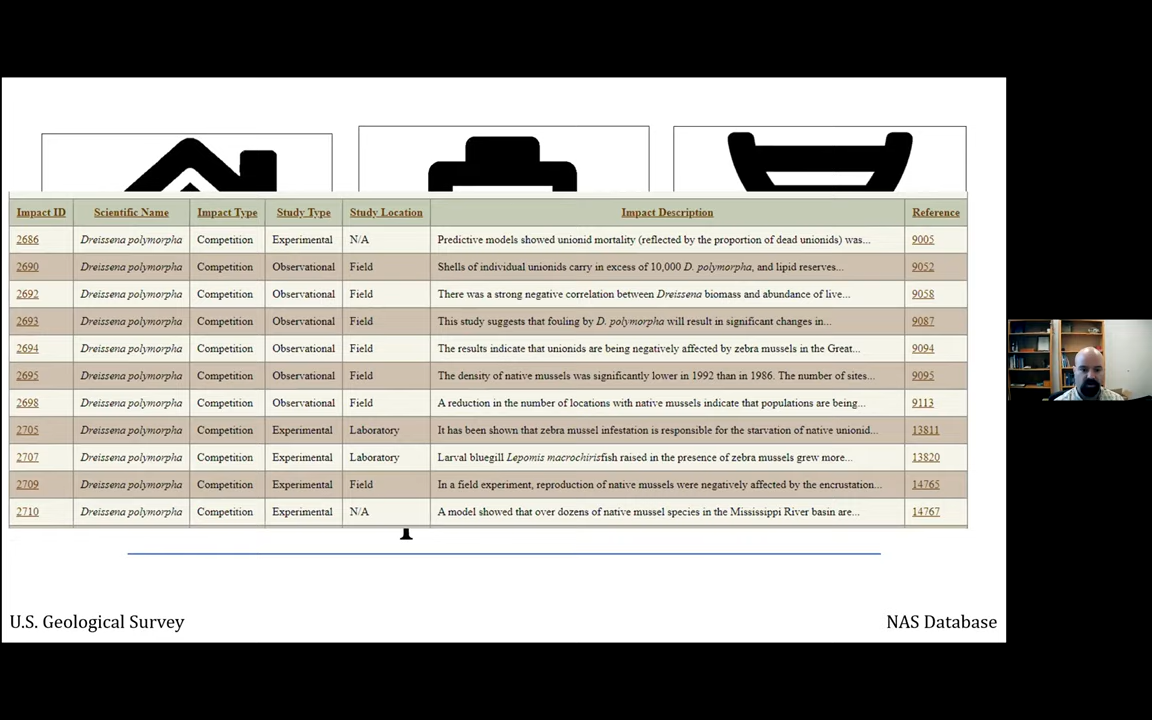 Impact ID Scientific Name Impact Type Study Type Study Location Impact Description Reference
2686 Dreissena polymorpha Competition Experimental N/A Predictive models showed unionid mortality (reflected by the proportion of dead unionids) was... 9005
2690 Dreissena polymorpha Competition Observational Field Shells of individual unionids carry in excess of 10,000 D. polymorpha, and lipid reserves... 9052
2692 Dreissena polymorpha Competition Observational Field There was a strong negative correlation between Dreissena biomass and abundance of live... 9058
2693 Dreissena polymorpha Competition Observational Field This study suggests that fouling by D. polymorpha will result in significant changes in... 9087
2694 Dreissena polymorpha Competition Observational Field The results indicate that unionids are being negatively affected by zebra mussels in the Great... 9094
2695 Dreissena polymorpha Competition Observational Field The density of native mussels was significantly lower in 1992 than in 1986. The number of sites... 9095
2698 Dreissena polymorpha Competition Observational Field A reduction in the number of locations with native mussels indicate that populations are being... 9113
2705 Dreissena polymorpha Competition Experimental Laboratory It has been shown that zebra mussel infestation is responsible for the starvation of native unionid... 13811
2707 Dreissena polymorpha Competition Experimental Laboratory Larval bluegill Lepomis macrochirisfish raised in the presence of zebra mussels grew more... 13820
2709 Dreissena polymorpha Competition Experimental Field In a field experiment, reproduction of native mussels were negatively affected by the encrustation... 14765
2710 Dreissena polymorpha Competition Experimental N/A A model showed that over dozens of native mussel species in the Mississippi River basin are... 14767
U.S. Geological Survey NAS Database